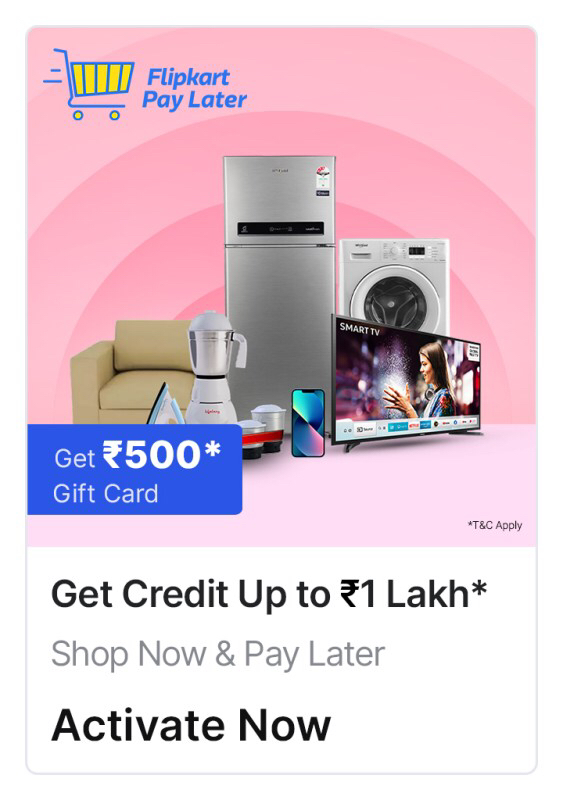 Flipkart
Pay Later
SMART TV
Get ₹500*
Gift Card
*T&C Apply
Get Credit Up to ₹1 Lakh*
Shop Now & Pay Later
Activate Now